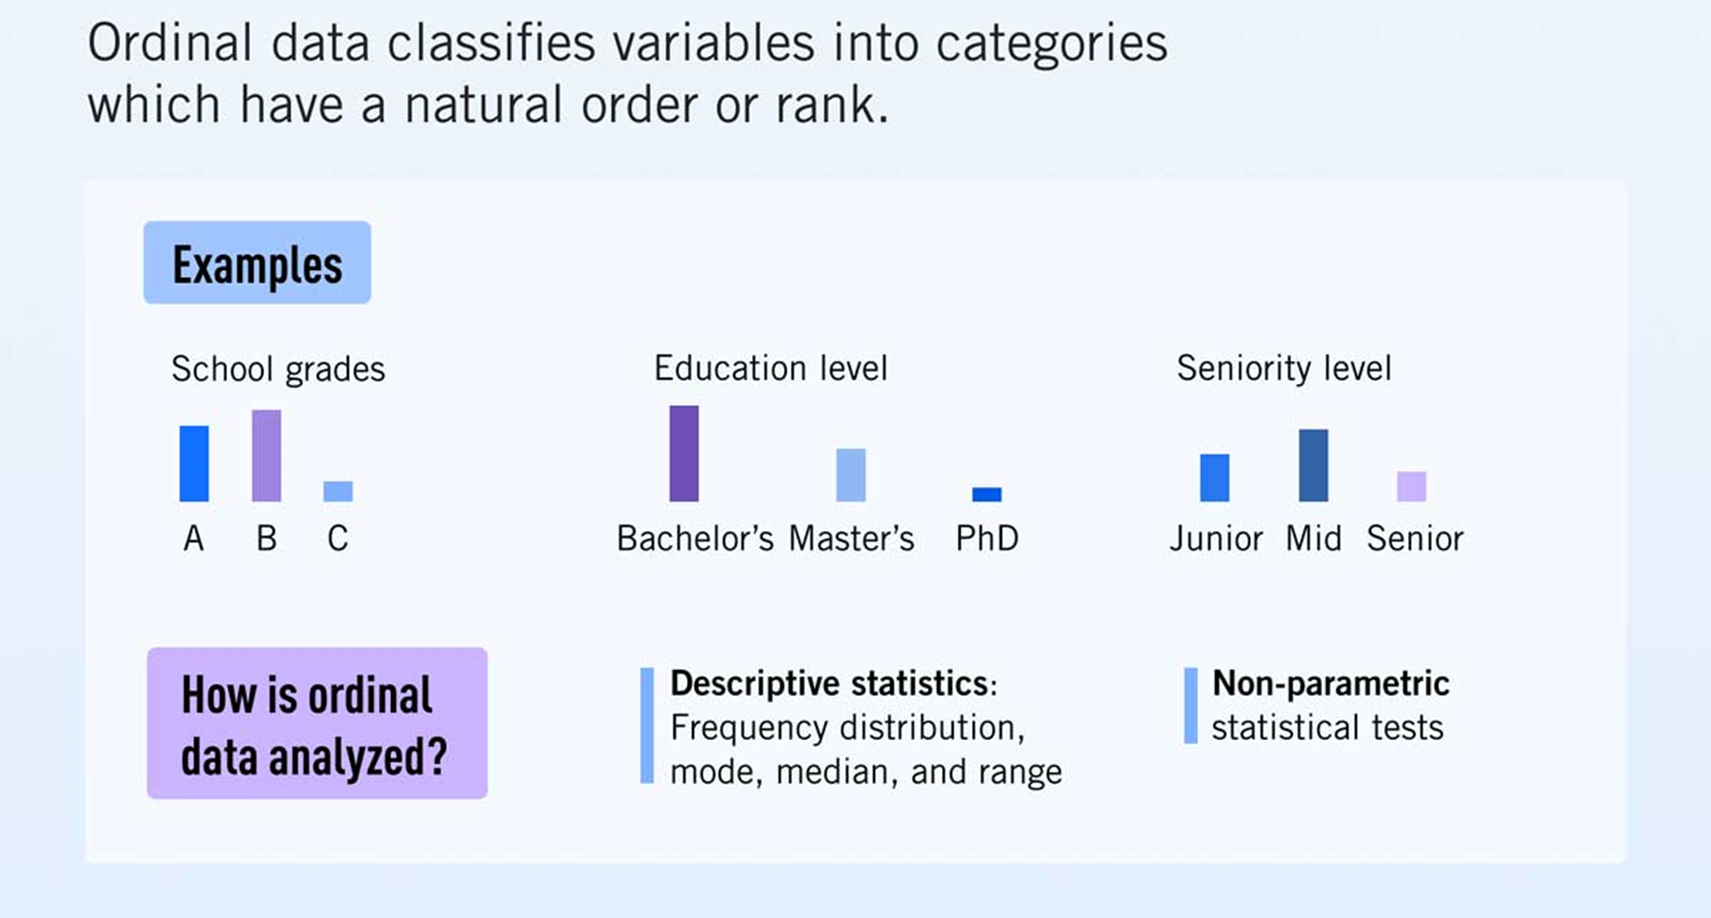 Ordinal data classifies variables into categories
which have a natural order or rank.
Examples
School grades
A B C
Education level
Bachelor’s Master’s PhD
Seniority level
Junior Mid Senior
How is ordinal
data analyzed?
Descriptive statistics:
Frequency distribution,
mode, median, and range
Non-parametric
statistical tests